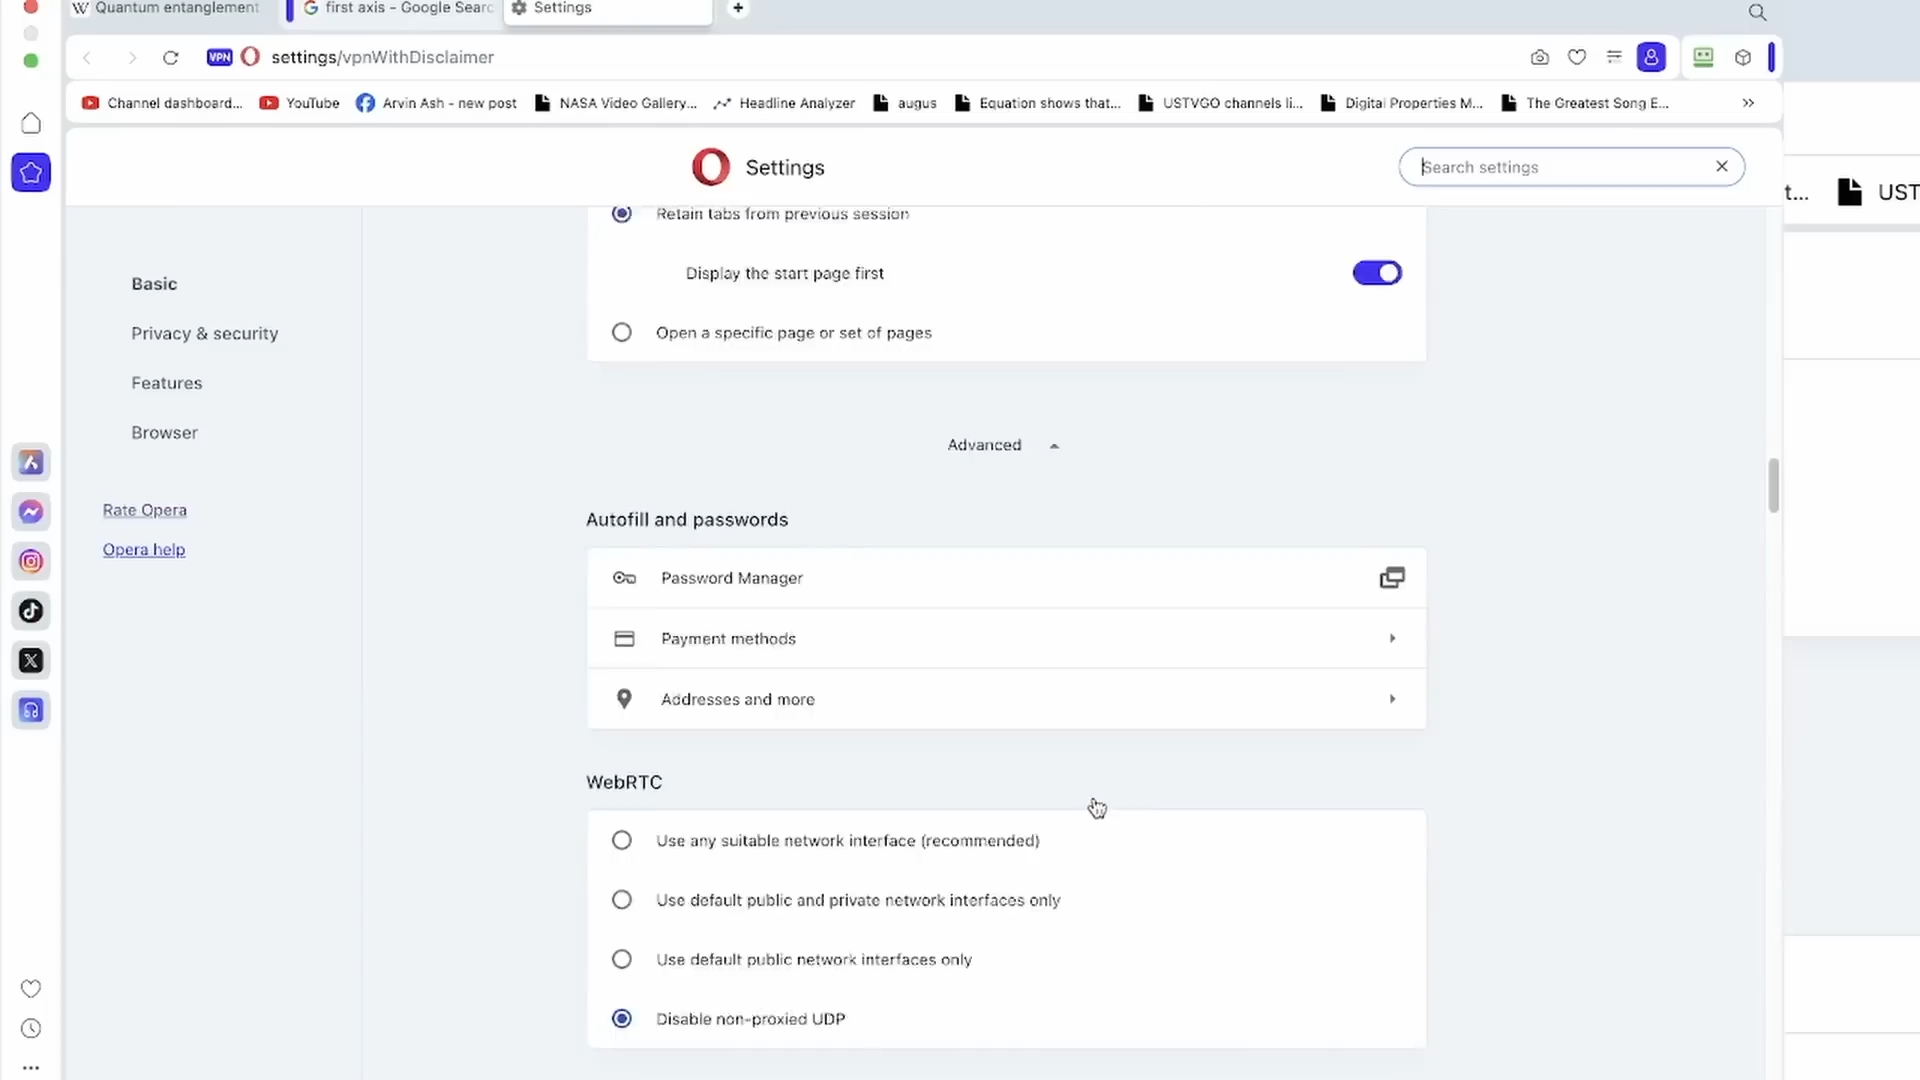 Quantum entanglement
first axis - Google Searc
Settings
VPN
settings/vpnWithDisclaimer
Channel dashboard...
YouTube
Arvin Ash - new post
NASA Video Gallery...
Headline Analyzer
augus
Equation shows that...
USTVGO channels li...
Digital Properties M...
The Greatest Song E...
Settings
Search settings
t...
UST
Retain tabs from previous session
Basic
Display the start page first
Privacy & security
Open a specific page or set of pages
Features
Browser
Advanced
Rate Opera
Autofill and passwords
Opera help
Password Manager
Payment methods
Addresses and more
WebRTC
Use any suitable network interface (recommended)
Use default public and private network interfaces only
Use default public network interfaces only
Disable non-proxied UDP